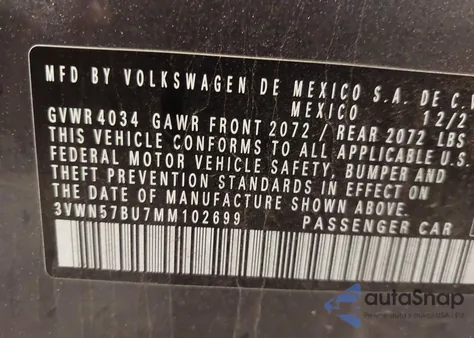 MFD BY VOLKSWAGEN DE MEXICO S.A. DE C.V
MEXICO 12/2
GVWR 4034 GAWR FRONT 2072 / REAR 2072 LBS
THIS VEHICLE CONFORMS TO ALL APPLICABLE U.S.
FEDERAL MOTOR VEHICLE SAFETY, BUMPER AND
THEFT PREVENTION STANDARDS IN EFFECT ON
THE DATE OF MANUFACTURE SHOWN ABOVE.
3VWN57BU7MM102699 PASSENGER CAR
autoSnap